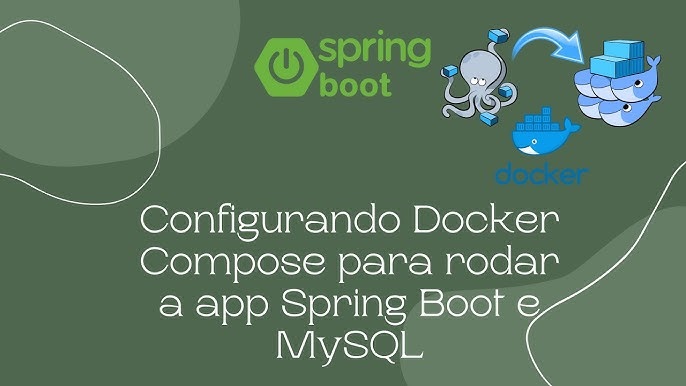 spring
boot
docker
Configurando Docker
Compose para rodar
a app Spring Boot e
MySQL